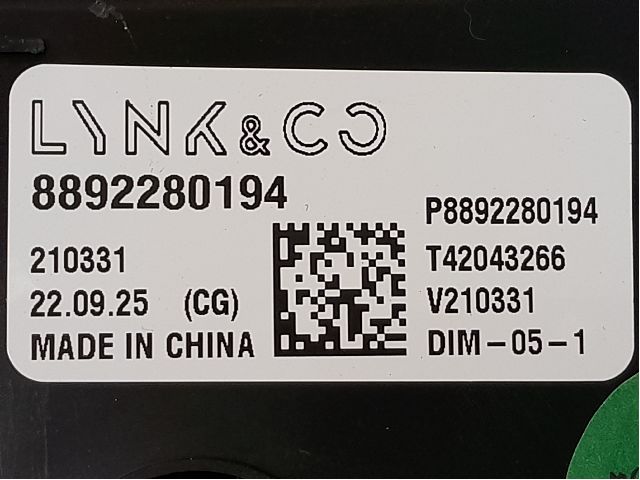 LYNK & CO
8892280194
P8892280194
210331
T42043266
22.09.25 (CG)
V210331
MADE IN CHINA
DIM-05-1